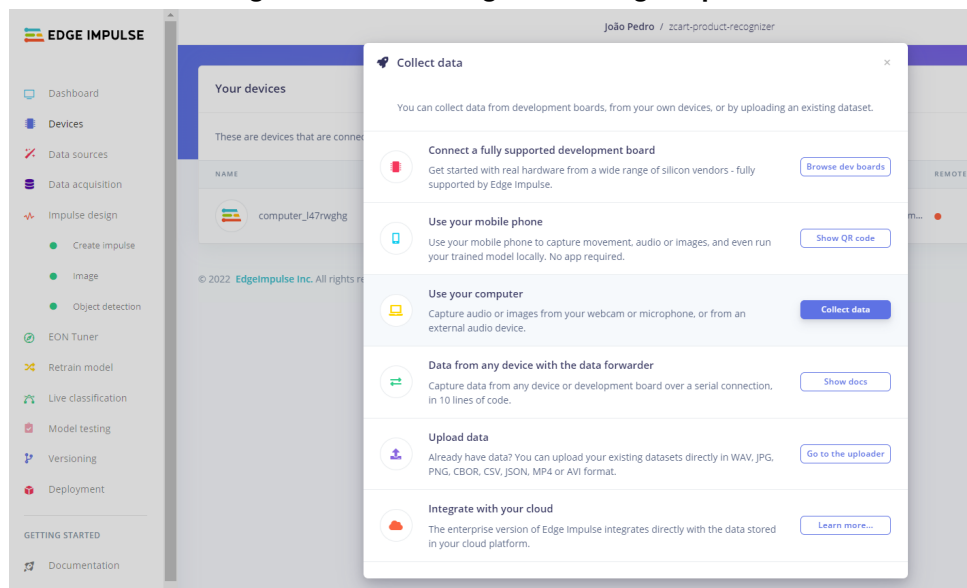 EDGE IMPULSE
Dashboard
Devices
Data sources
Data acquisition
Impulse design
Create impulse
Image
Object detection
EON Tuner
Retrain model
Live classification
Model testing
Versioning
Deployment
GETTING STARTED
Documentation
João Pedro / zcart-product-recognizer
Your devices
These are devices that are connec
NAME
REMOTE
computer_l47rwghg
m...
© 2022 EdgeImpulse Inc. All rights re
Collect data
×
You can collect data from development boards, from your own devices, or by uploading an existing dataset.
Connect a fully supported development board
Get started with real hardware from a wide range of silicon vendors - fully
supported by Edge Impulse.
Browse dev boards
Use your mobile phone
Use your mobile phone to capture movement, audio or images, and even run
your trained model locally. No app required.
Show QR code
Use your computer
Capture audio or images from your webcam or microphone, or from an
external audio device.
Collect data
Data from any device with the data forwarder
Capture data from any device or development board over a serial connection,
in 10 lines of code.
Show docs
Upload data
Already have data? You can upload your existing datasets directly in WAV, JPG,
PNG, CBOR, CSV, JSON, MP4 or AVI format.
Go to the uploader
Integrate with your cloud
The enterprise version of Edge Impulse integrates directly with the data stored
in your cloud platform.
Learn more...